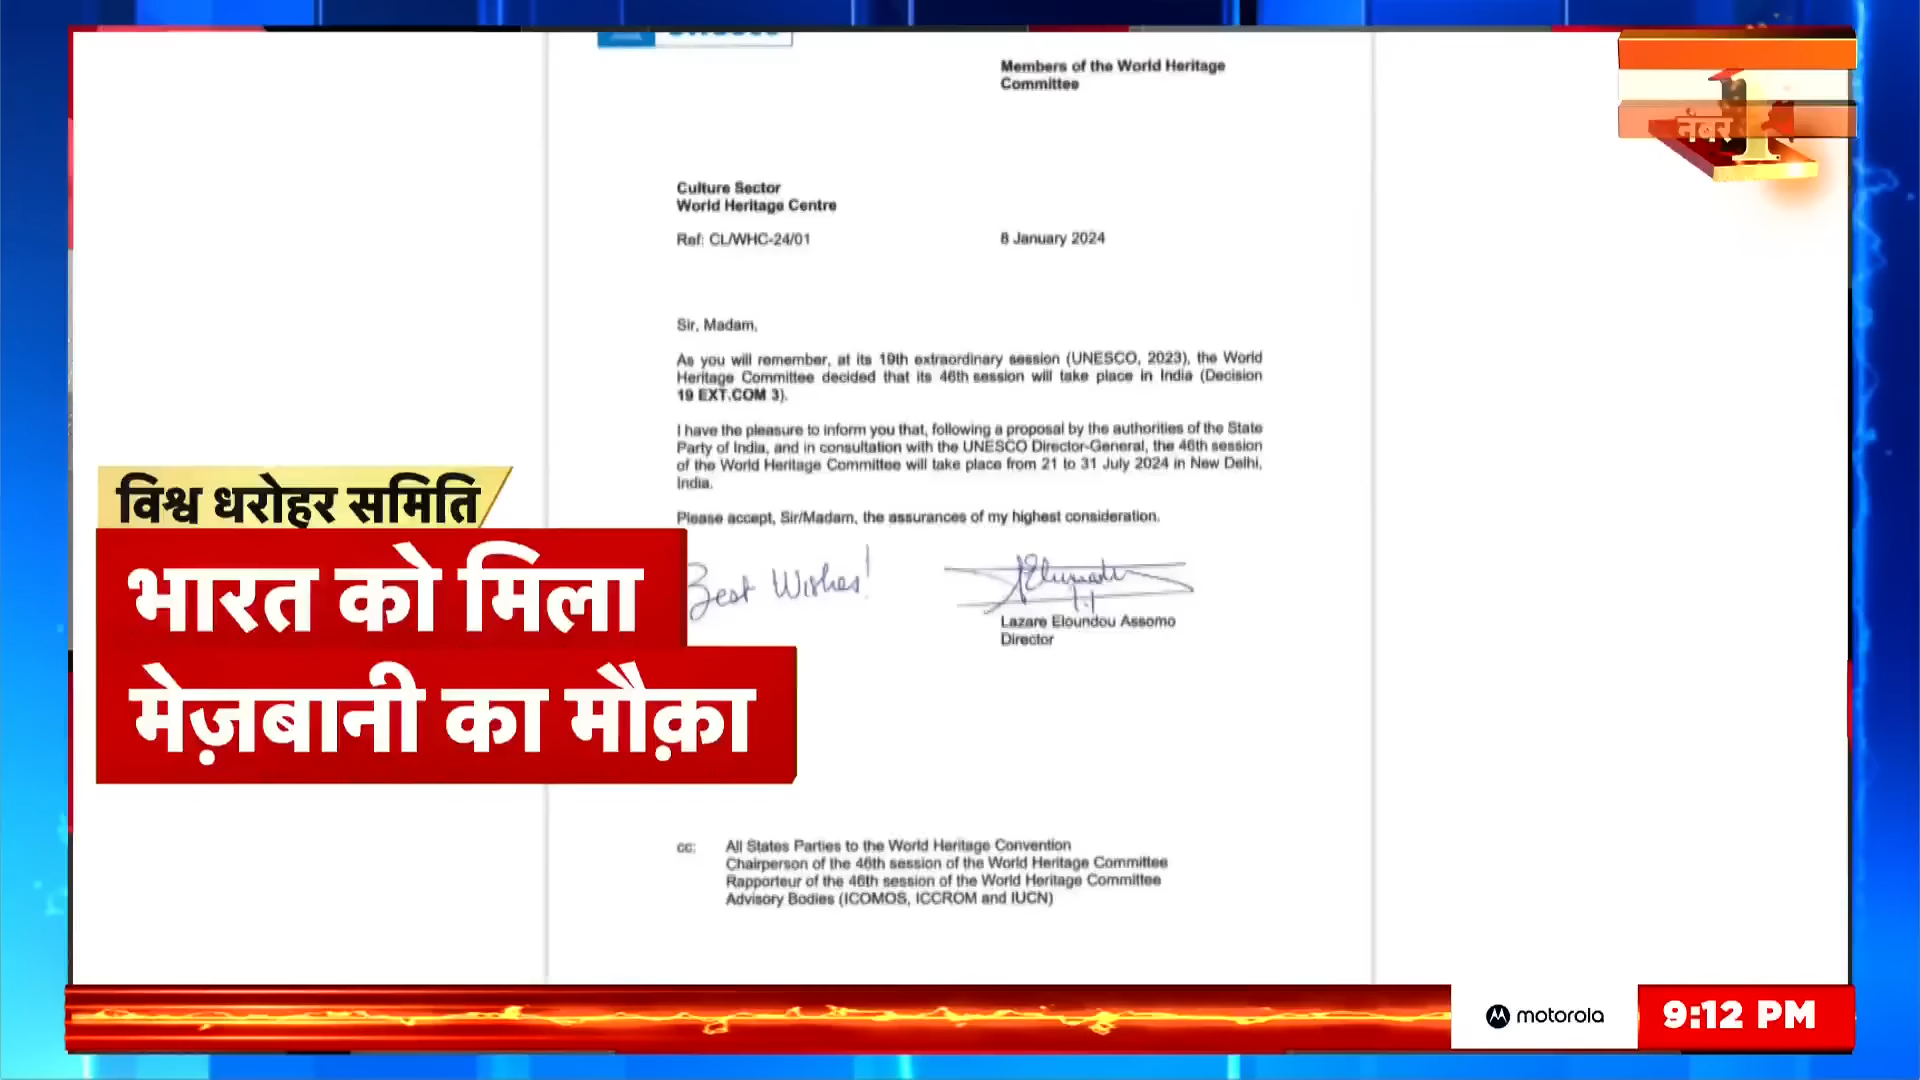 Members of the World Heritage
Committee
नंबर
1
Culture Sector
World Heritage Centre
Ref: CL/WHC-24/01
8 January 2024
Sir, Madam,
As you will remember, at its 19th extraordinary session (UNESCO, 2023), the World
Heritage Committee decided that its 46th session will take place in India (Decision
19 EXT.COM 3).
I have the pleasure to inform you that, following a proposal by the authorities of the State
Party of India, and in consultation with the UNESCO Director-General, the 46th session
of the World Heritage Committee will take place from 21 to 31 July 2024 in New Delhi,
India.
Please accept, Sir/Madam, the assurances of my highest consideration.
विश्व धरोहर समिति
भारत को मिला
मेज़बानी का मौक़ा
Best Wishes!
Lazare Eloundou Assomo
Director
cc: All States Parties to the World Heritage Convention
Chairperson of the 46th session of the World Heritage Committee
Rapporteur of the 46th session of the World Heritage Committee
Advisory Bodies (ICOMOS, ICCROM and IUCN)
motorola
9:12 PM